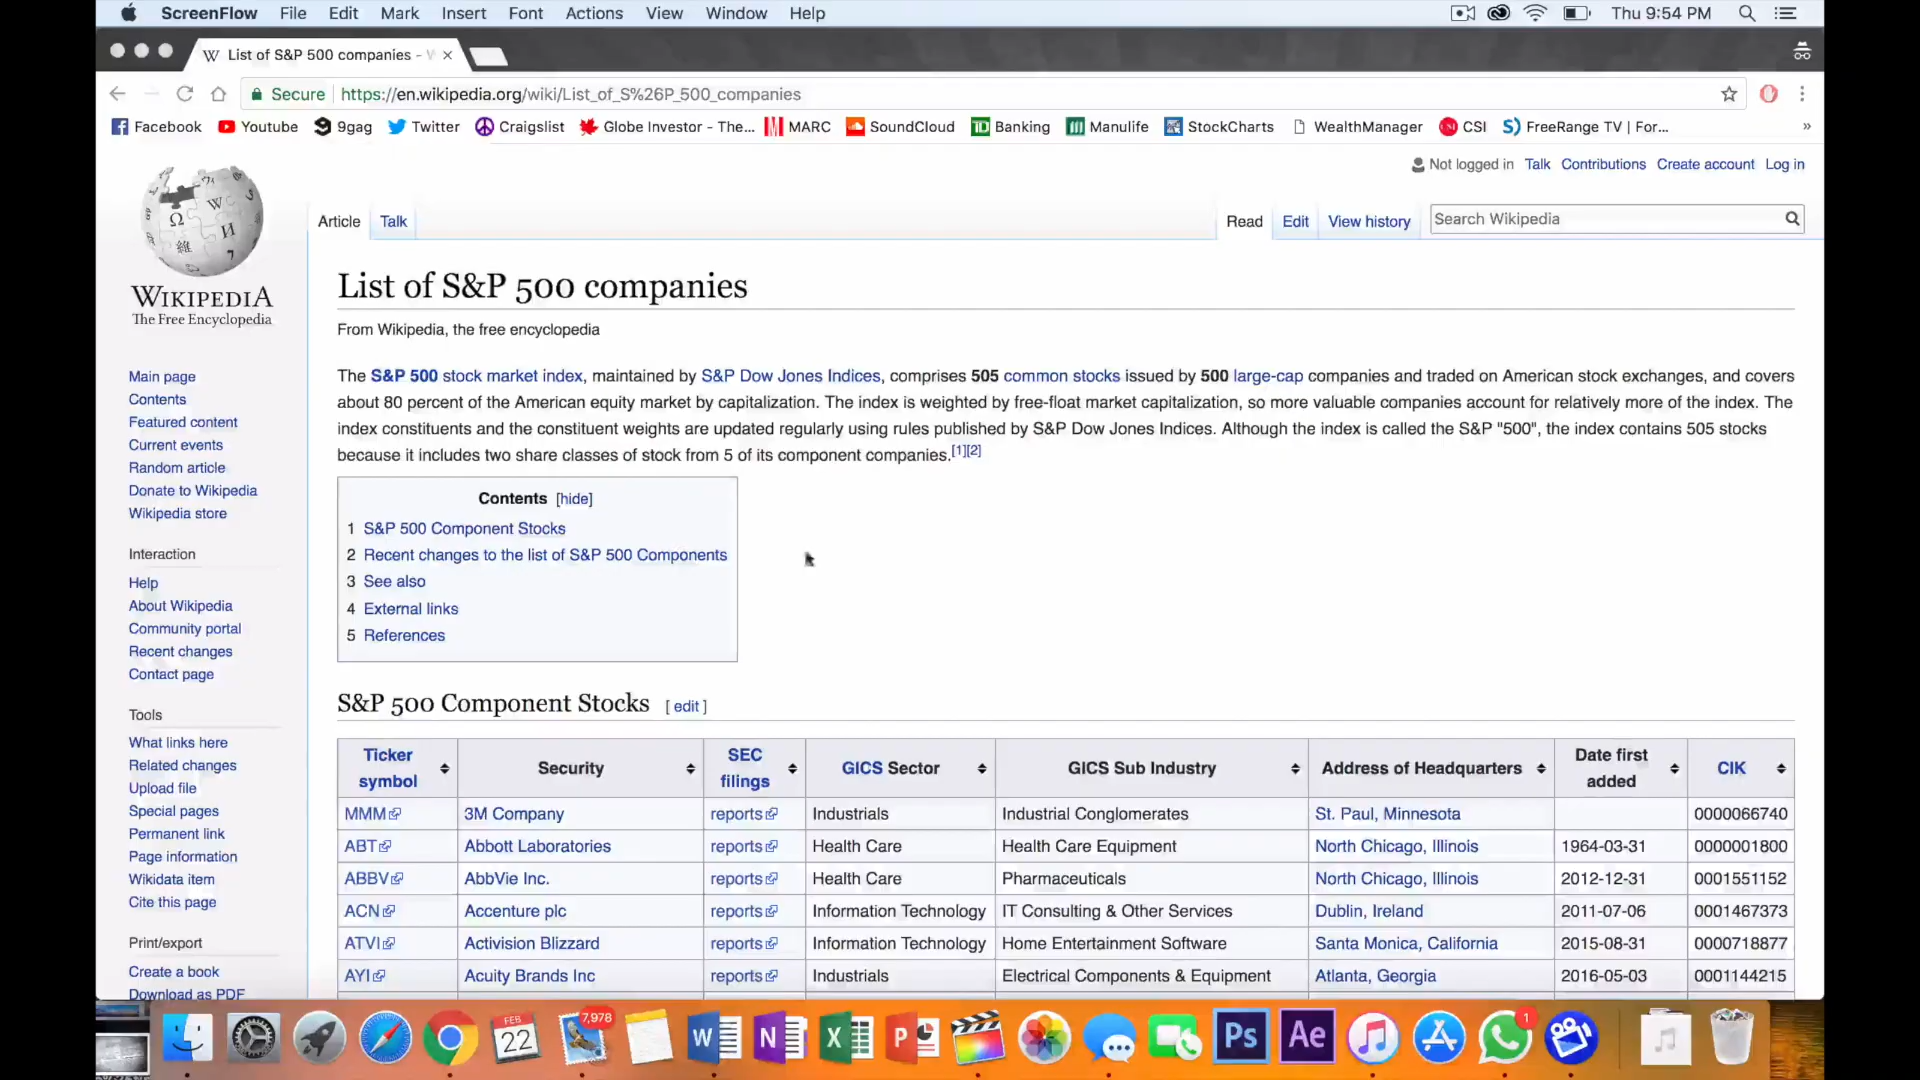 ScreenFlow File Edit Mark Insert Font Actions View Window Help Thu 9:54 PM
List of S&P 500 companies - W
Secure https://en.wikipedia.org/wiki/List_of_S%26P_500_companies
Facebook Youtube 9gag Twitter Craigslist Globe Investor - The... MARC SoundCloud Banking Manulife StockCharts WealthManager CSI FreeRange TV | For... »
Not logged in Talk Contributions Create account Log in
Article Talk Read Edit View history Search Wikipedia
WIKIPEDIA
The Free Encyclopedia
Main page
Contents
Featured content
Current events
Random article
Donate to Wikipedia
Wikipedia store
Interaction
Help
About Wikipedia
Community portal
Recent changes
Contact page
Tools
What links here
Related changes
Upload file
Special pages
Permanent link
Page information
Wikidata item
Cite this page
Print/export
Create a book
Download as PDF
List of S&P 500 companies
From Wikipedia, the free encyclopedia
The S&P 500 stock market index, maintained by S&P Dow Jones Indices, comprises 505 common stocks issued by 500 large-cap companies and traded on American stock exchanges, and covers
about 80 percent of the American equity market by capitalization. The index is weighted by free-float market capitalization, so more valuable companies account for relatively more of the index. The
index constituents and the constituent weights are updated regularly using rules published by S&P Dow Jones Indices. Although the index is called the S&P "500", the index contains 505 stocks
because it includes two share classes of stock from 5 of its component companies.[1][2]
Contents [hide]
1 S&P 500 Component Stocks
2 Recent changes to the list of S&P 500 Components
3 See also
4 External links
5 References
S&P 500 Component Stocks [ edit ]
Ticker symbol Security SEC filings GICS Sector GICS Sub Industry Address of Headquarters Date first added CIK
MMM 3M Company reports Industrials Industrial Conglomerates St. Paul, Minnesota 0000066740
ABT Abbott Laboratories reports Health Care Health Care Equipment North Chicago, Illinois 1964-03-31 0000001800
ABBV AbbVie Inc. reports Health Care Pharmaceuticals North Chicago, Illinois 2012-12-31 0001551152
ACN Accenture plc reports Information Technology IT Consulting & Other Services Dublin, Ireland 2011-07-06 0001467373
ATVI Activision Blizzard reports Information Technology Home Entertainment Software Santa Monica, California 2015-08-31 0000718877
AYI Acuity Brands Inc reports Industrials Electrical Components & Equipment Atlanta, Georgia 2016-05-03 0001144215
FEB 22 7,978 W N X P Ps Ae 1